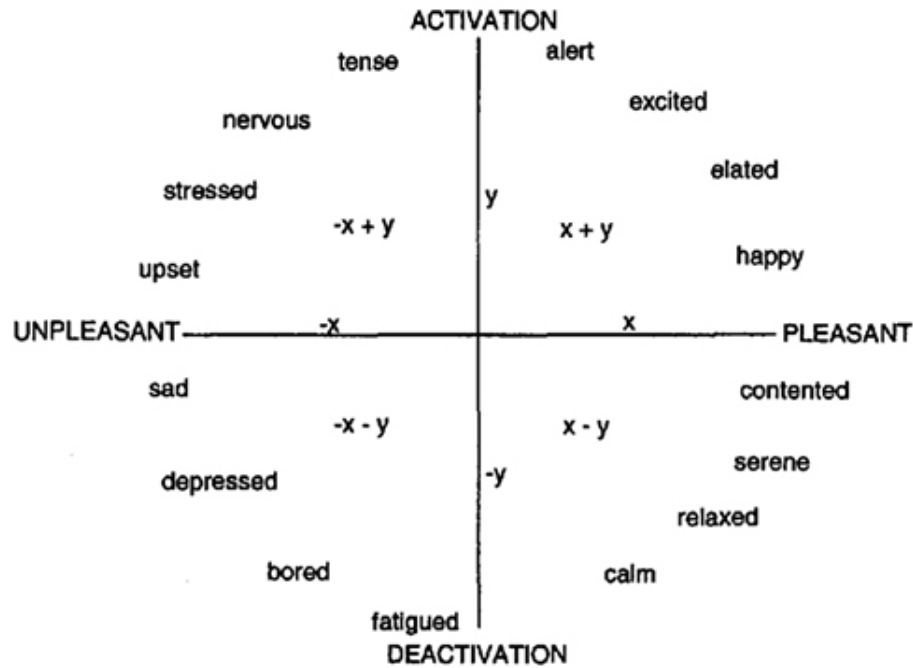 ACTIVATION
tense
alert
excited
nervous
elated
stressed
y
-x + y
x + y
happy
upset
-x
x
UNPLEASANT
PLEASANT
sad
contented
-x - y
x - y
serene
-y
depressed
relaxed
bored
calm
fatigued
DEACTIVATION